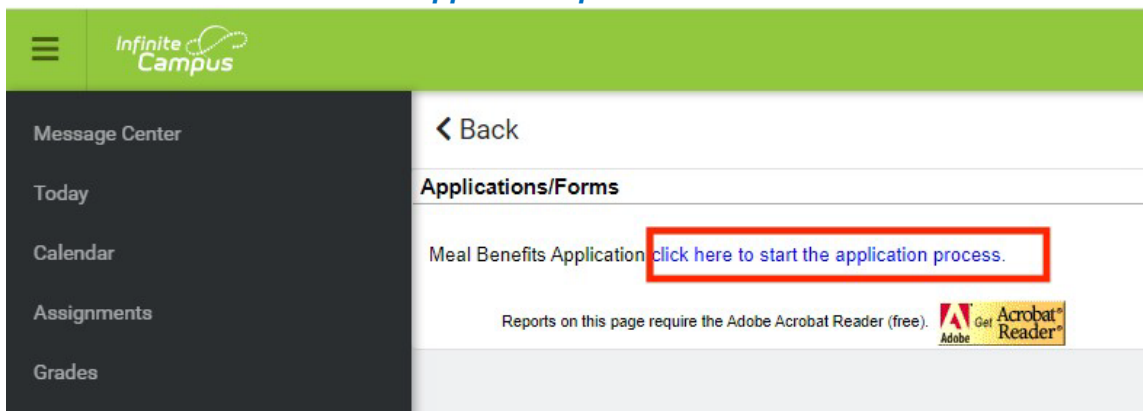 Infinite
Campus
Message Center
Today
Calendar
Assignments
Grades
Back
Applications/Forms
Meal Benefits Application click here to start the application process.
Reports on this page require the Adobe Acrobat Reader (free).
Adobe
Get Acrobat®
Reader®